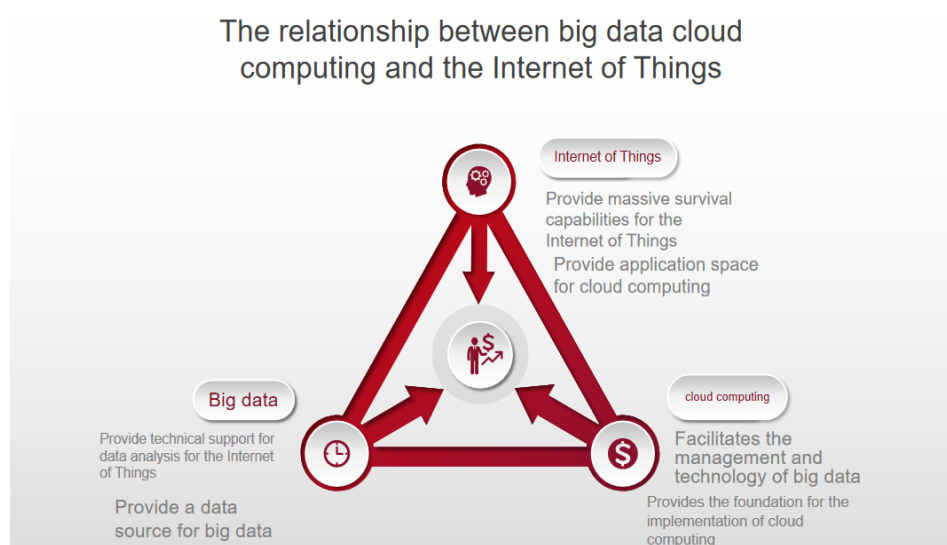 The relationship between big data cloud
computing and the Internet of Things
Internet of Things
Provide massive survival
capabilities for the
Internet of Things
Provide application space
for cloud computing
Big data
Provide technical support for
data analysis for the Internet
of Things
Provide a data
source for big data
cloud computing
Facilitates the
management and
technology of big data
Provides the foundation for the
implementation of cloud
computing
$
$